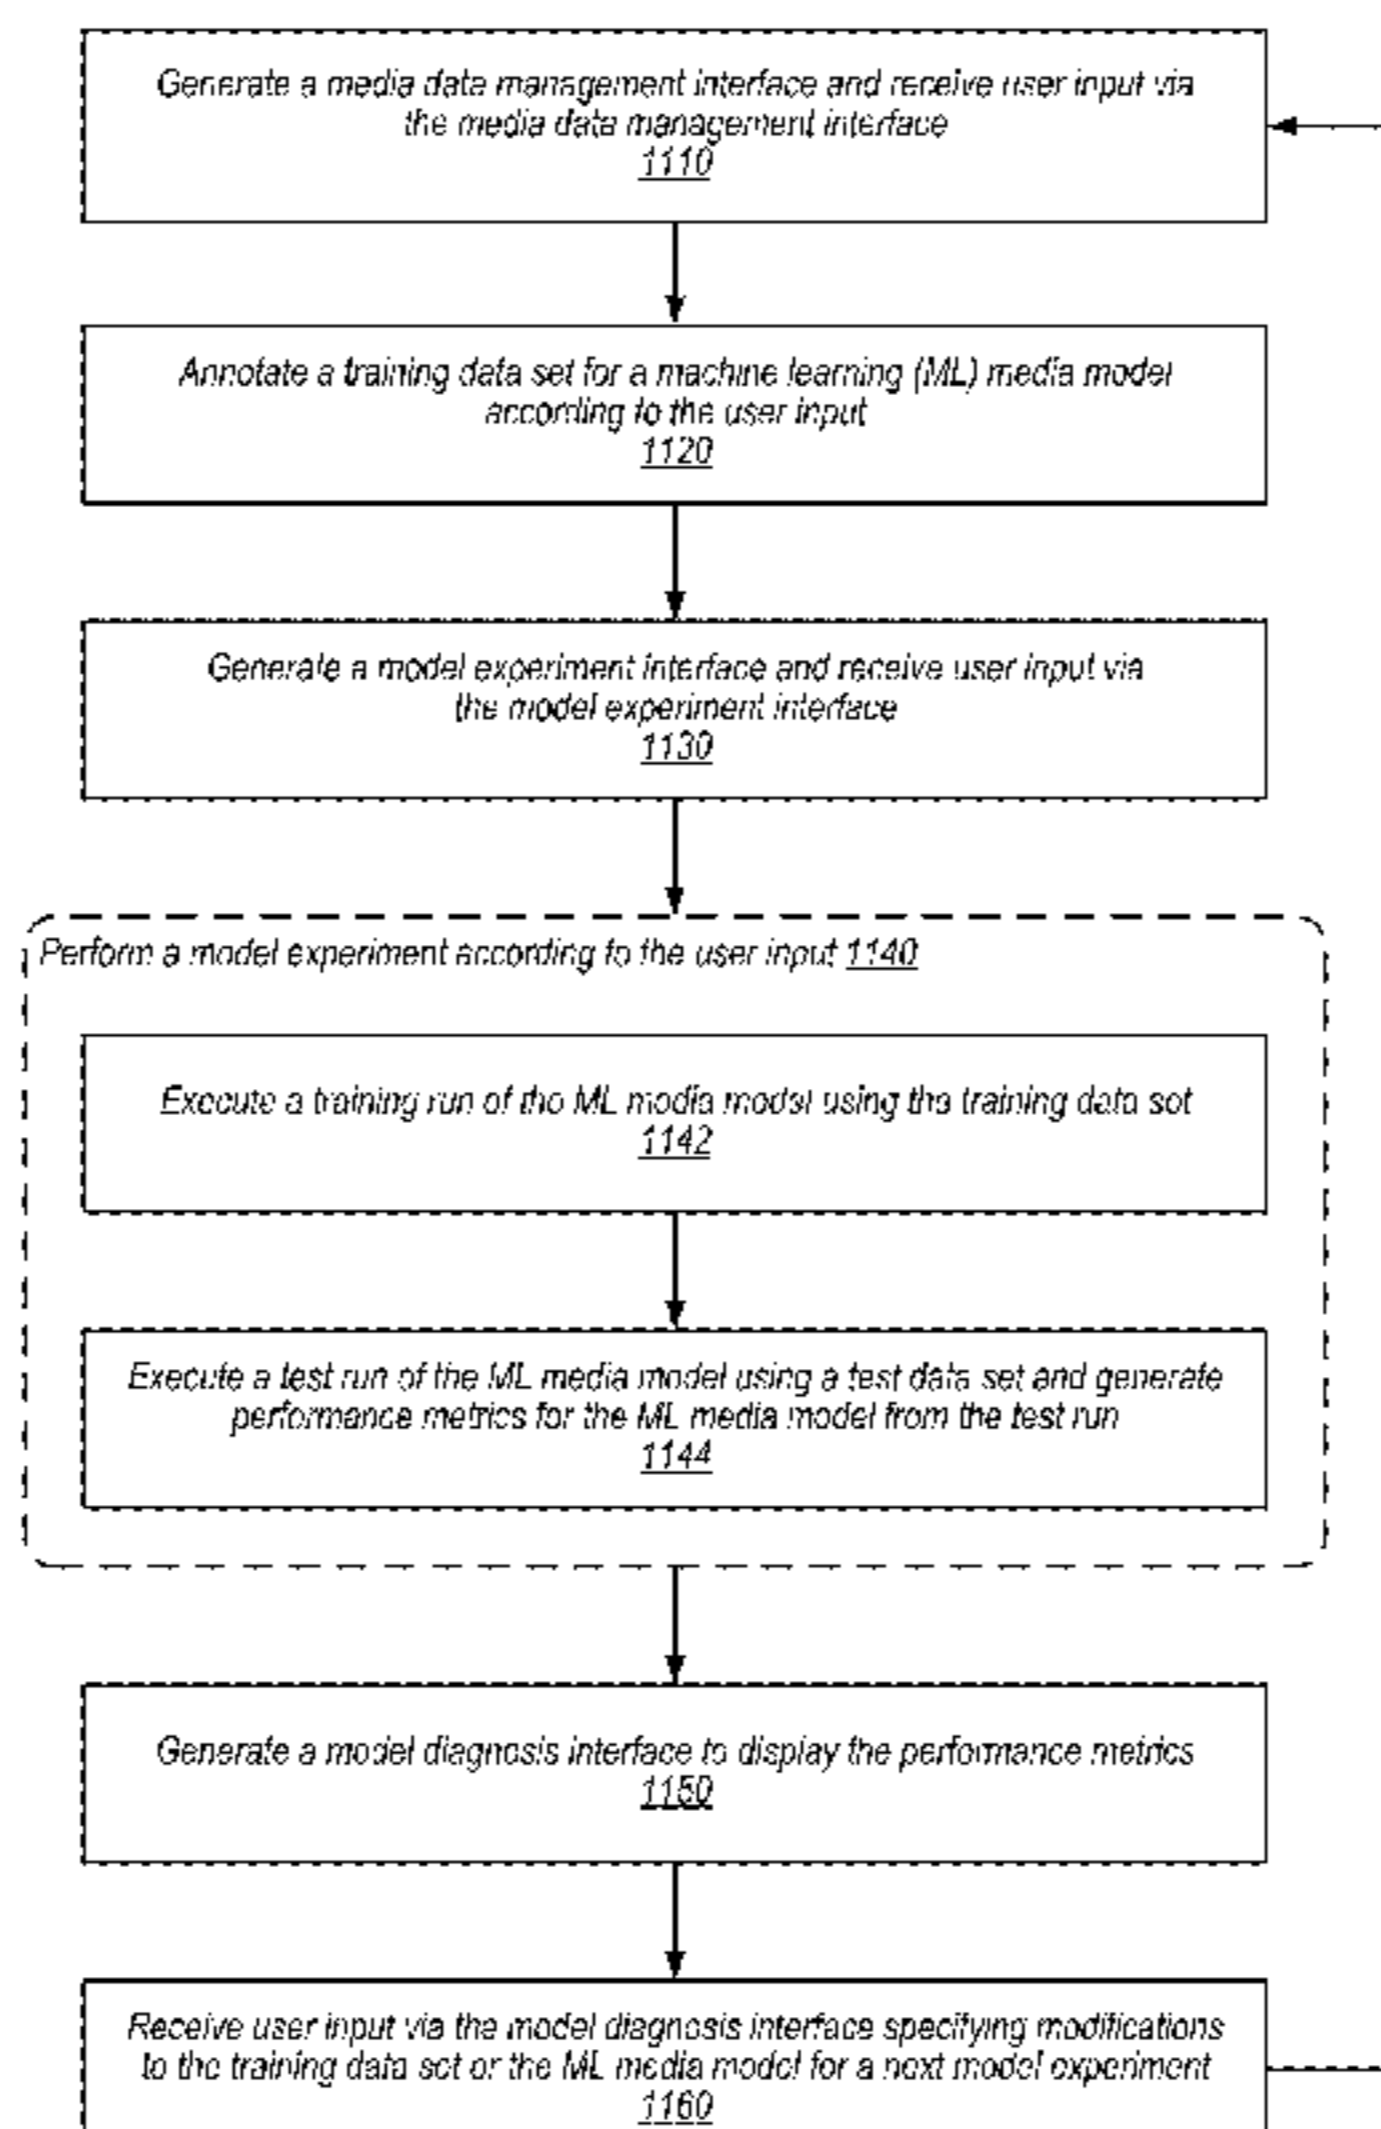 Generate a media data management interface and receive user input via
the media data management interface
1110
Annotate a training data set for a machine learning (ML) media model
according to the user input
1120
Generate a model experiment interface and receive user input via
the model experiment interface
1130
Perform a model experiment according to the user input 1140
Execute a training run of the ML media model using the training data set
1142
Execute a test run of the ML media model using a test data set and generate
performance metrics for the ML media model from the test run
1144
Generate a model diagnosis interface to display the performance metrics
1150
Receive user input via the model diagnosis interface specifying modifications
to the training data set or the ML media model for a next model experiment
1160